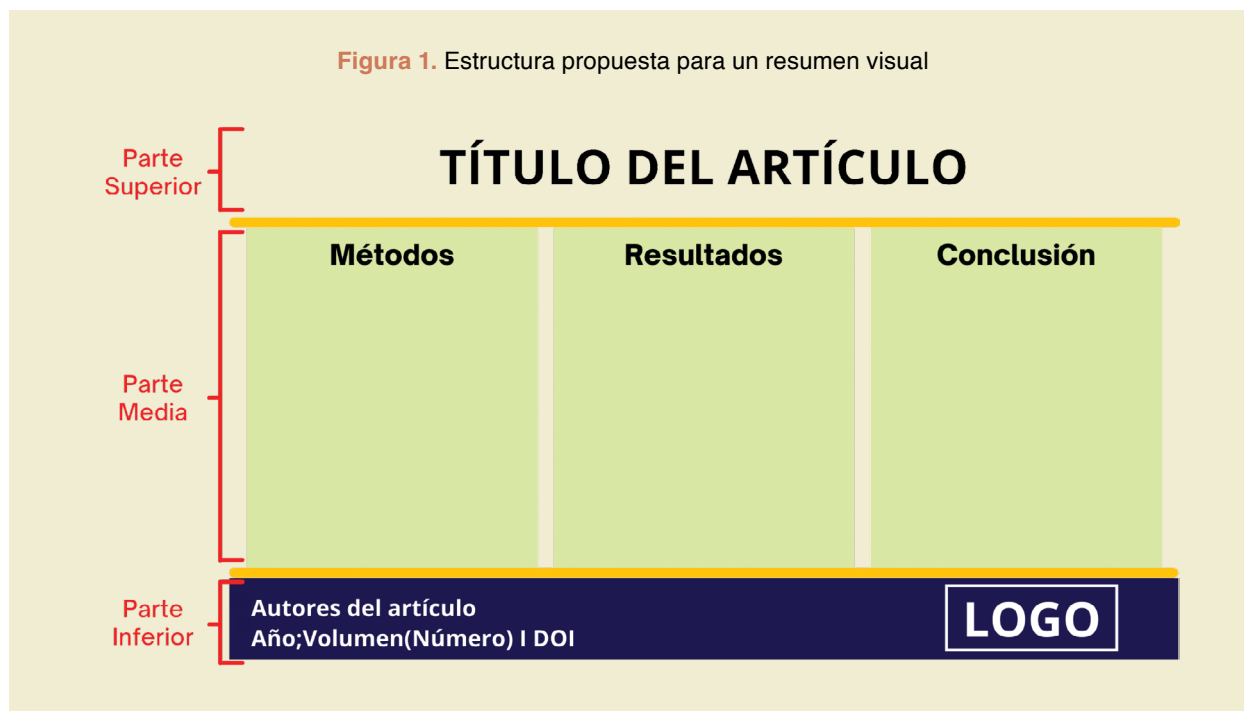 Figura 1. Estructura propuesta para un resumen visual
Parte
Superior
TÍTULO DEL ARTÍCULO
Métodos
Resultados
Conclusión
Parte
Media
Parte
Inferior
Autores del artículo
Año;Volumen(Número) I DOI
LOGO